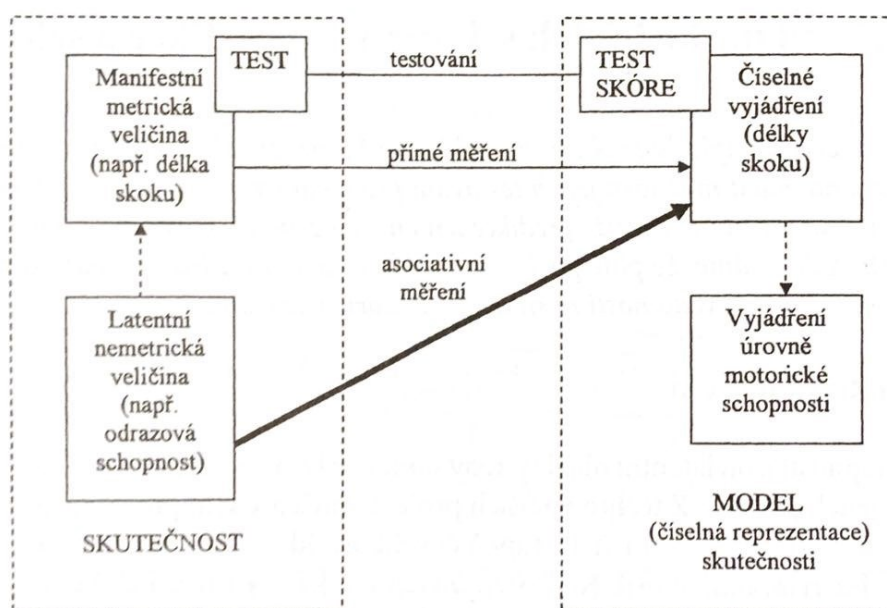 TEST
Manifestní
metrická
veličina
(např. délka
skoku)
testování
TEST
SKÓRE
Číselné
vyjádření
(délky
skoku)
přímé měření
asociativní
měření
Latentní
nemetrická
veličina
(např.
odrazová
schopnost)
Vyjádření
úrovně
motorické
schopnosti
SKUTEČNOST
MODEL
(číselná reprezentace)
skutečnosti